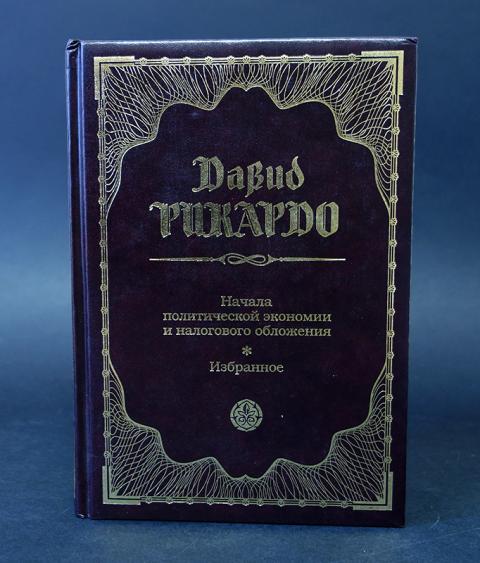 Давид
РИКАРДО
Начала
политической экономии
и налогового обложения
*
Избранное